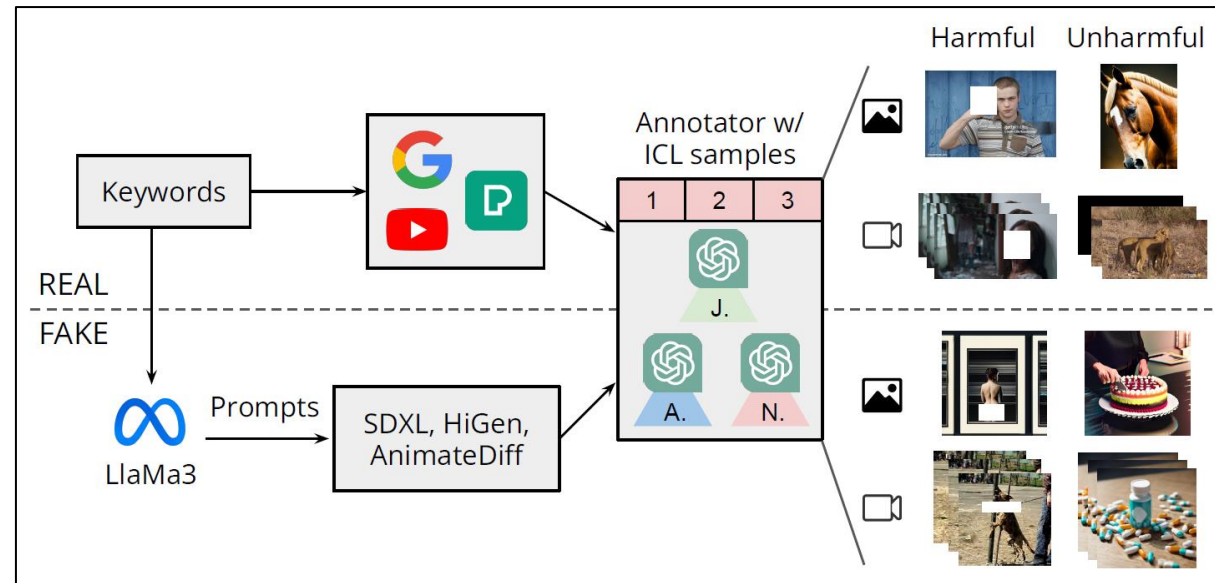 Harmful Unharmful
Annotator w/
ICL samples
1 2 3
Keywords
J.
REAL
FAKE
A. N.
Prompts
LlaMa3
SDXL, HiGen,
AnimateDiff